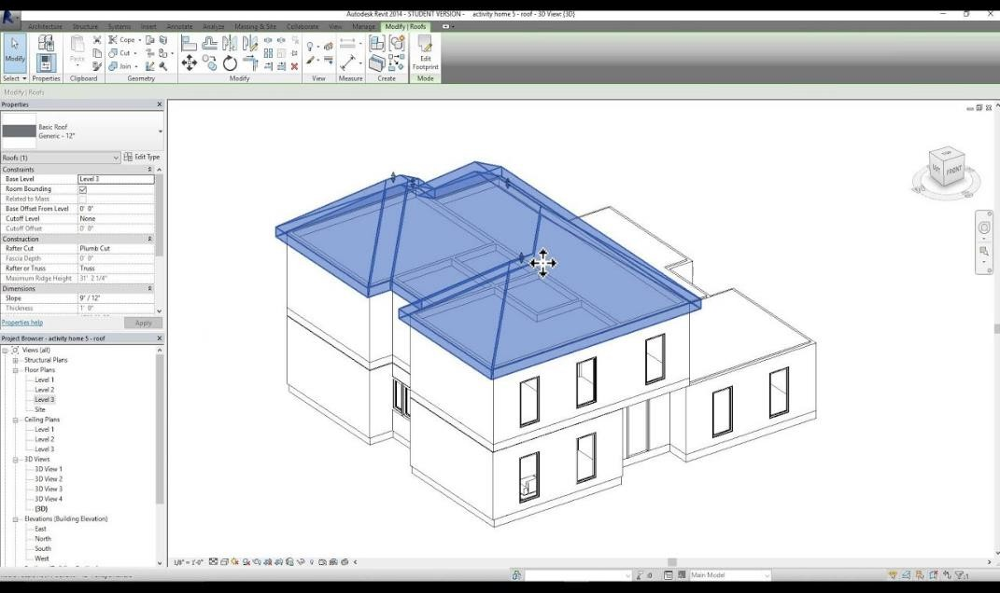 Autodesk Revit 2014 - STUDENT VERSION - activity home 5 - roof - 3D View: {3D}
Architecture Structure Systems Insert Annotate Analyze Massing & Site Collaborate View Manage Modify | Roofs
Modify Paste Cope Cut Join Edit Footprint
Select Properties Clipboard Geometry Modify View Measure Create Mode
Modify | Roofs
Properties
Basic Roof
Generic - 12"
Roofs (1) Edit Type
Constraints
Base Level Level 3
Room Bounding
Related to Mass
Base Offset From Level 0' 0"
Cutoff Level None
Cutoff Offset 0' 0"
Construction
Rafter Cut Plumb Cut
Fascia Depth 0' 0"
Rafter or Truss Truss
Maximum Ridge Height 31' 2 1/4"
Dimensions
Slope 9" / 12"
Thickness 1' 0"
Properties help Apply
Project Browser - activity home 5 - roof
Views (all)
Structural Plans
Floor Plans
Level 1
Level 2
Level 3
Site
Ceiling Plans
Level 1
Level 2
Level 3
3D Views
3D View 1
3D View 2
3D View 3
3D View 4
{3D}
Elevations (Building Elevation)
East
North
South
West
TOP
FRONT
1/8" = 1'-0"
:0 Main Model